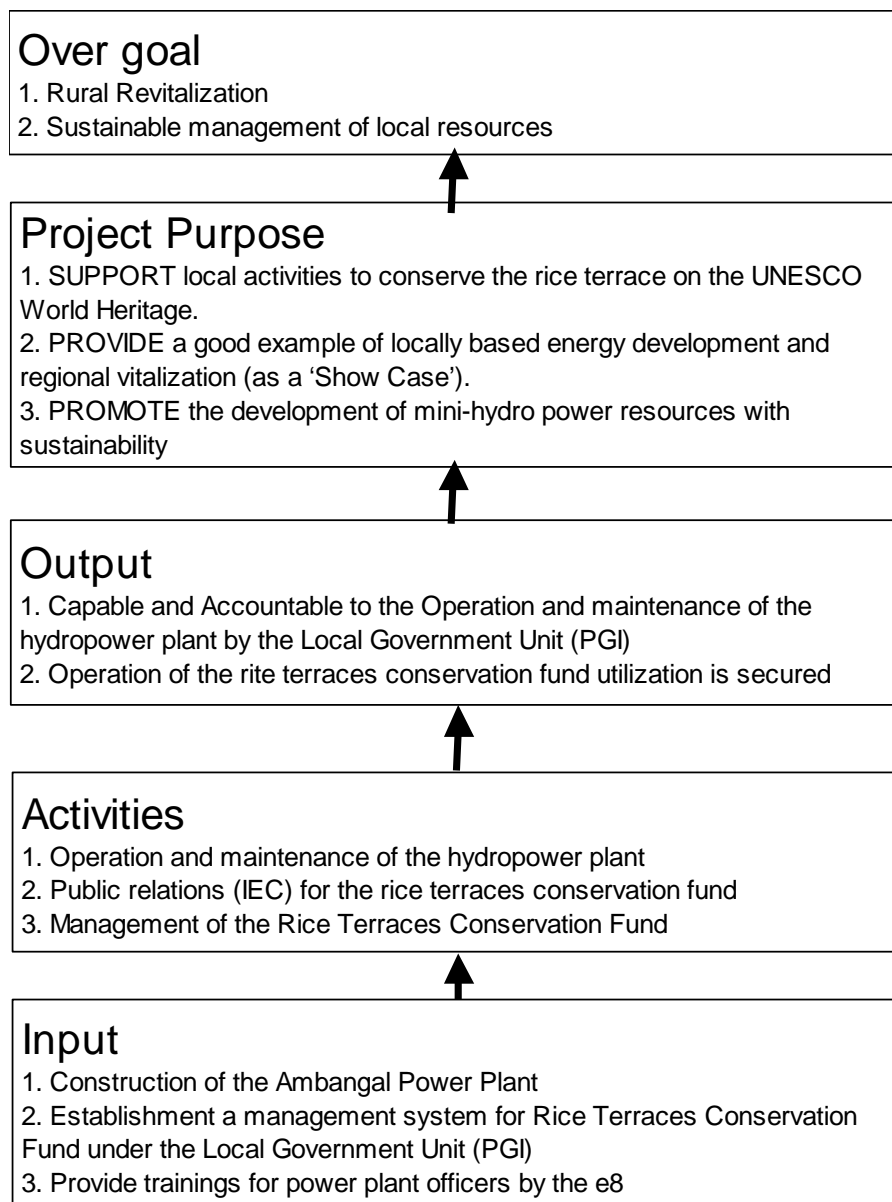 Over goal
1. Rural Revitalization
2. Sustainable management of local resources
Project Purpose
1. SUPPORT local activities to conserve the rice terrace on the UNESCO
World Heritage.
2. PROVIDE a good example of locally based energy development and
regional vitalization (as a ‘Show Case’).
3. PROMOTE the development of mini-hydro power resources with
sustainability
Output
1. Capable and Accountable to the Operation and maintenance of the
hydropower plant by the Local Government Unit (PGI)
2. Operation of the rite terraces conservation fund utilization is secured
Activities
1. Operation and maintenance of the hydropower plant
2. Public relations (IEC) for the rice terraces conservation fund
3. Management of the Rice Terraces Conservation Fund
Input
1. Construction of the Ambangal Power Plant
2. Establishment a management system for Rice Terraces Conservation
Fund under the Local Government Unit (PGI)
3. Provide trainings for power plant officers by the e8